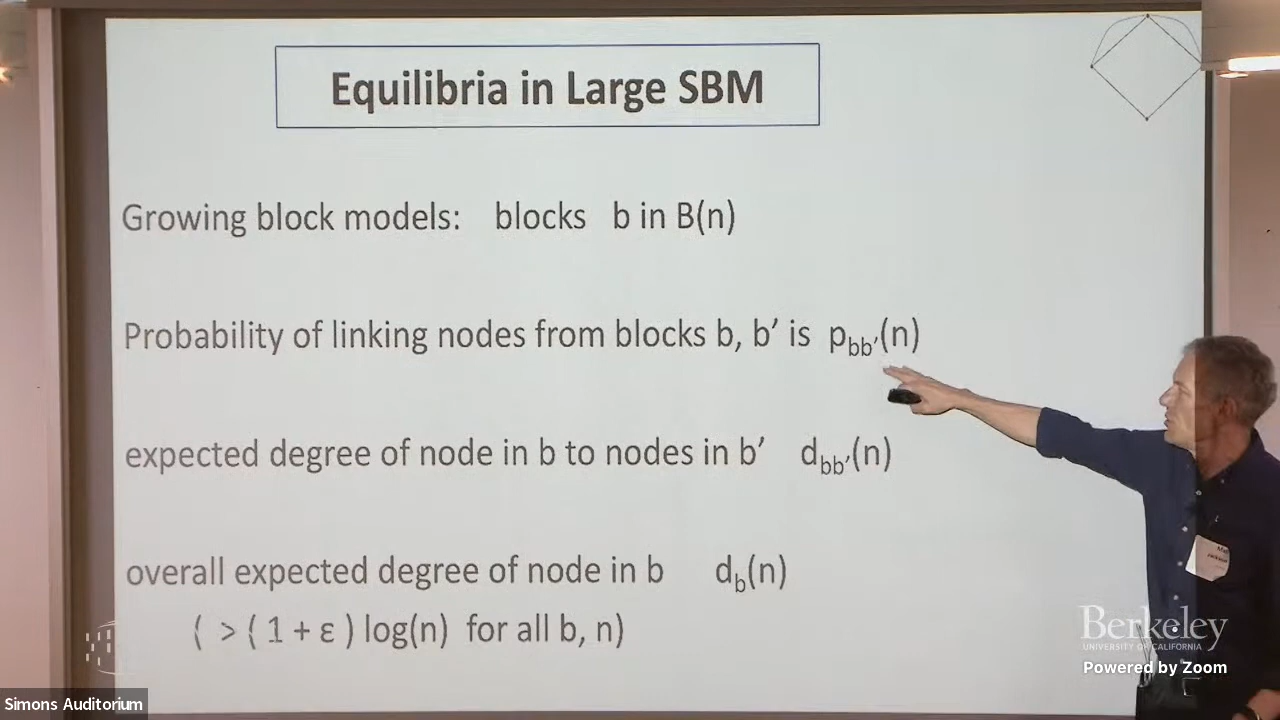 Equilibria in Large SBM
Growing block models: blocks b in B(n)
Probability of linking nodes from blocks b, b′ is p_bb′(n)
expected degree of node in b to nodes in b′ d_bb′(n)
overall expected degree of node in b d_b(n)
( > ( 1 + ε ) log(n) for all b, n)
Jackson
Berkeley
UNIVERSITY OF CALIFORNIA
Powered by Zoom
Simons Auditorium